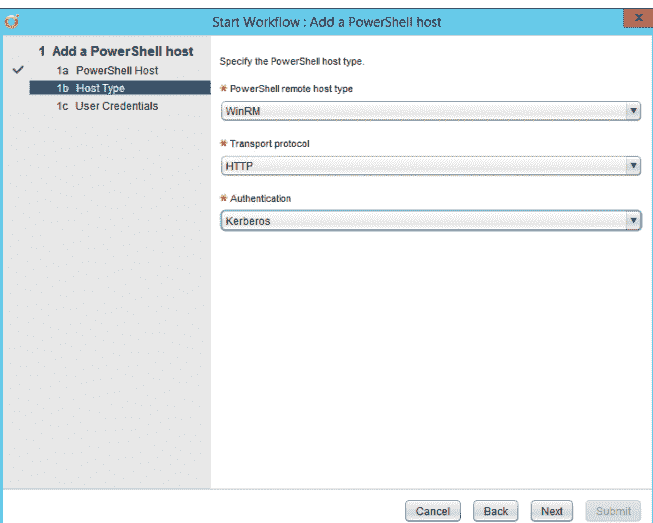 Start Workflow : Add a PowerShell host
x
1 Add a PowerShell host
1a PowerShell Host
1b Host Type
1c User Credentials
Specify the PowerShell host type.
* PowerShell remote host type
WinRM
* Transport protocol
HTTP
* Authentication
Kerberos
Cancel Back Next Submit